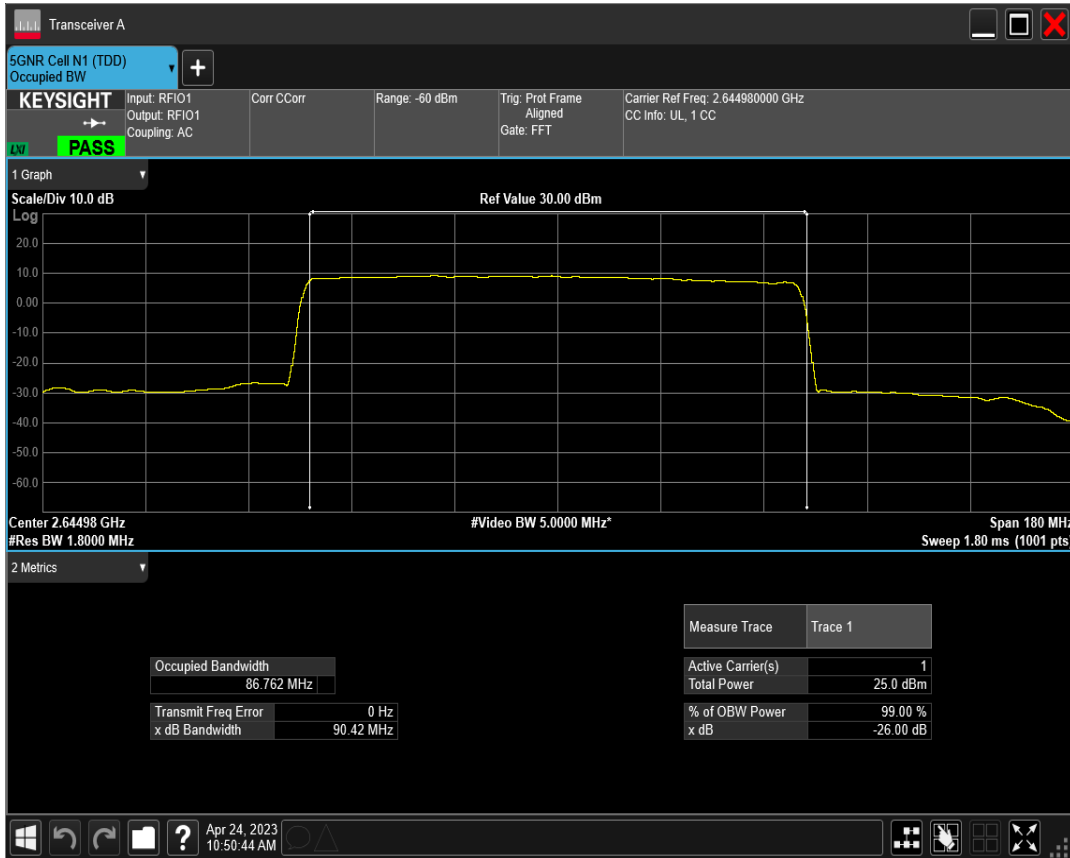 Transceiver A
5GNR Cell N1 (TDD)
Occupied BW
KEYSIGHT
LXI
PASS
Input: RFIO1
Output: RFIO1
Coupling: AC
Corr CCorr
Range: -60 dBm
Trig: Prot Frame
Aligned
Gate: FFT
Carrier Ref Freq: 2.644980000 GHz
CC Info: UL, 1 CC
1 Graph
Scale/Div 10.0 dB
Ref Value 30.00 dBm
Log
20.0
10.0
0.00
-10.0
-20.0
-30.0
-40.0
-50.0
-60.0
Center 2.64498 GHz
#Video BW 5.0000 MHz*
Span 180 MHz
#Res BW 1.8000 MHz
Sweep 1.80 ms (1001 pts)
2 Metrics
Measure Trace Trace 1
Occupied Bandwidth
86.762 MHz
Active Carrier(s) 1
Total Power 25.0 dBm
Transmit Freq Error 0 Hz
x dB Bandwidth 90.42 MHz
% of OBW Power 99.00 %
x dB -26.00 dB
?
Apr 24, 2023
10:50:44 AM